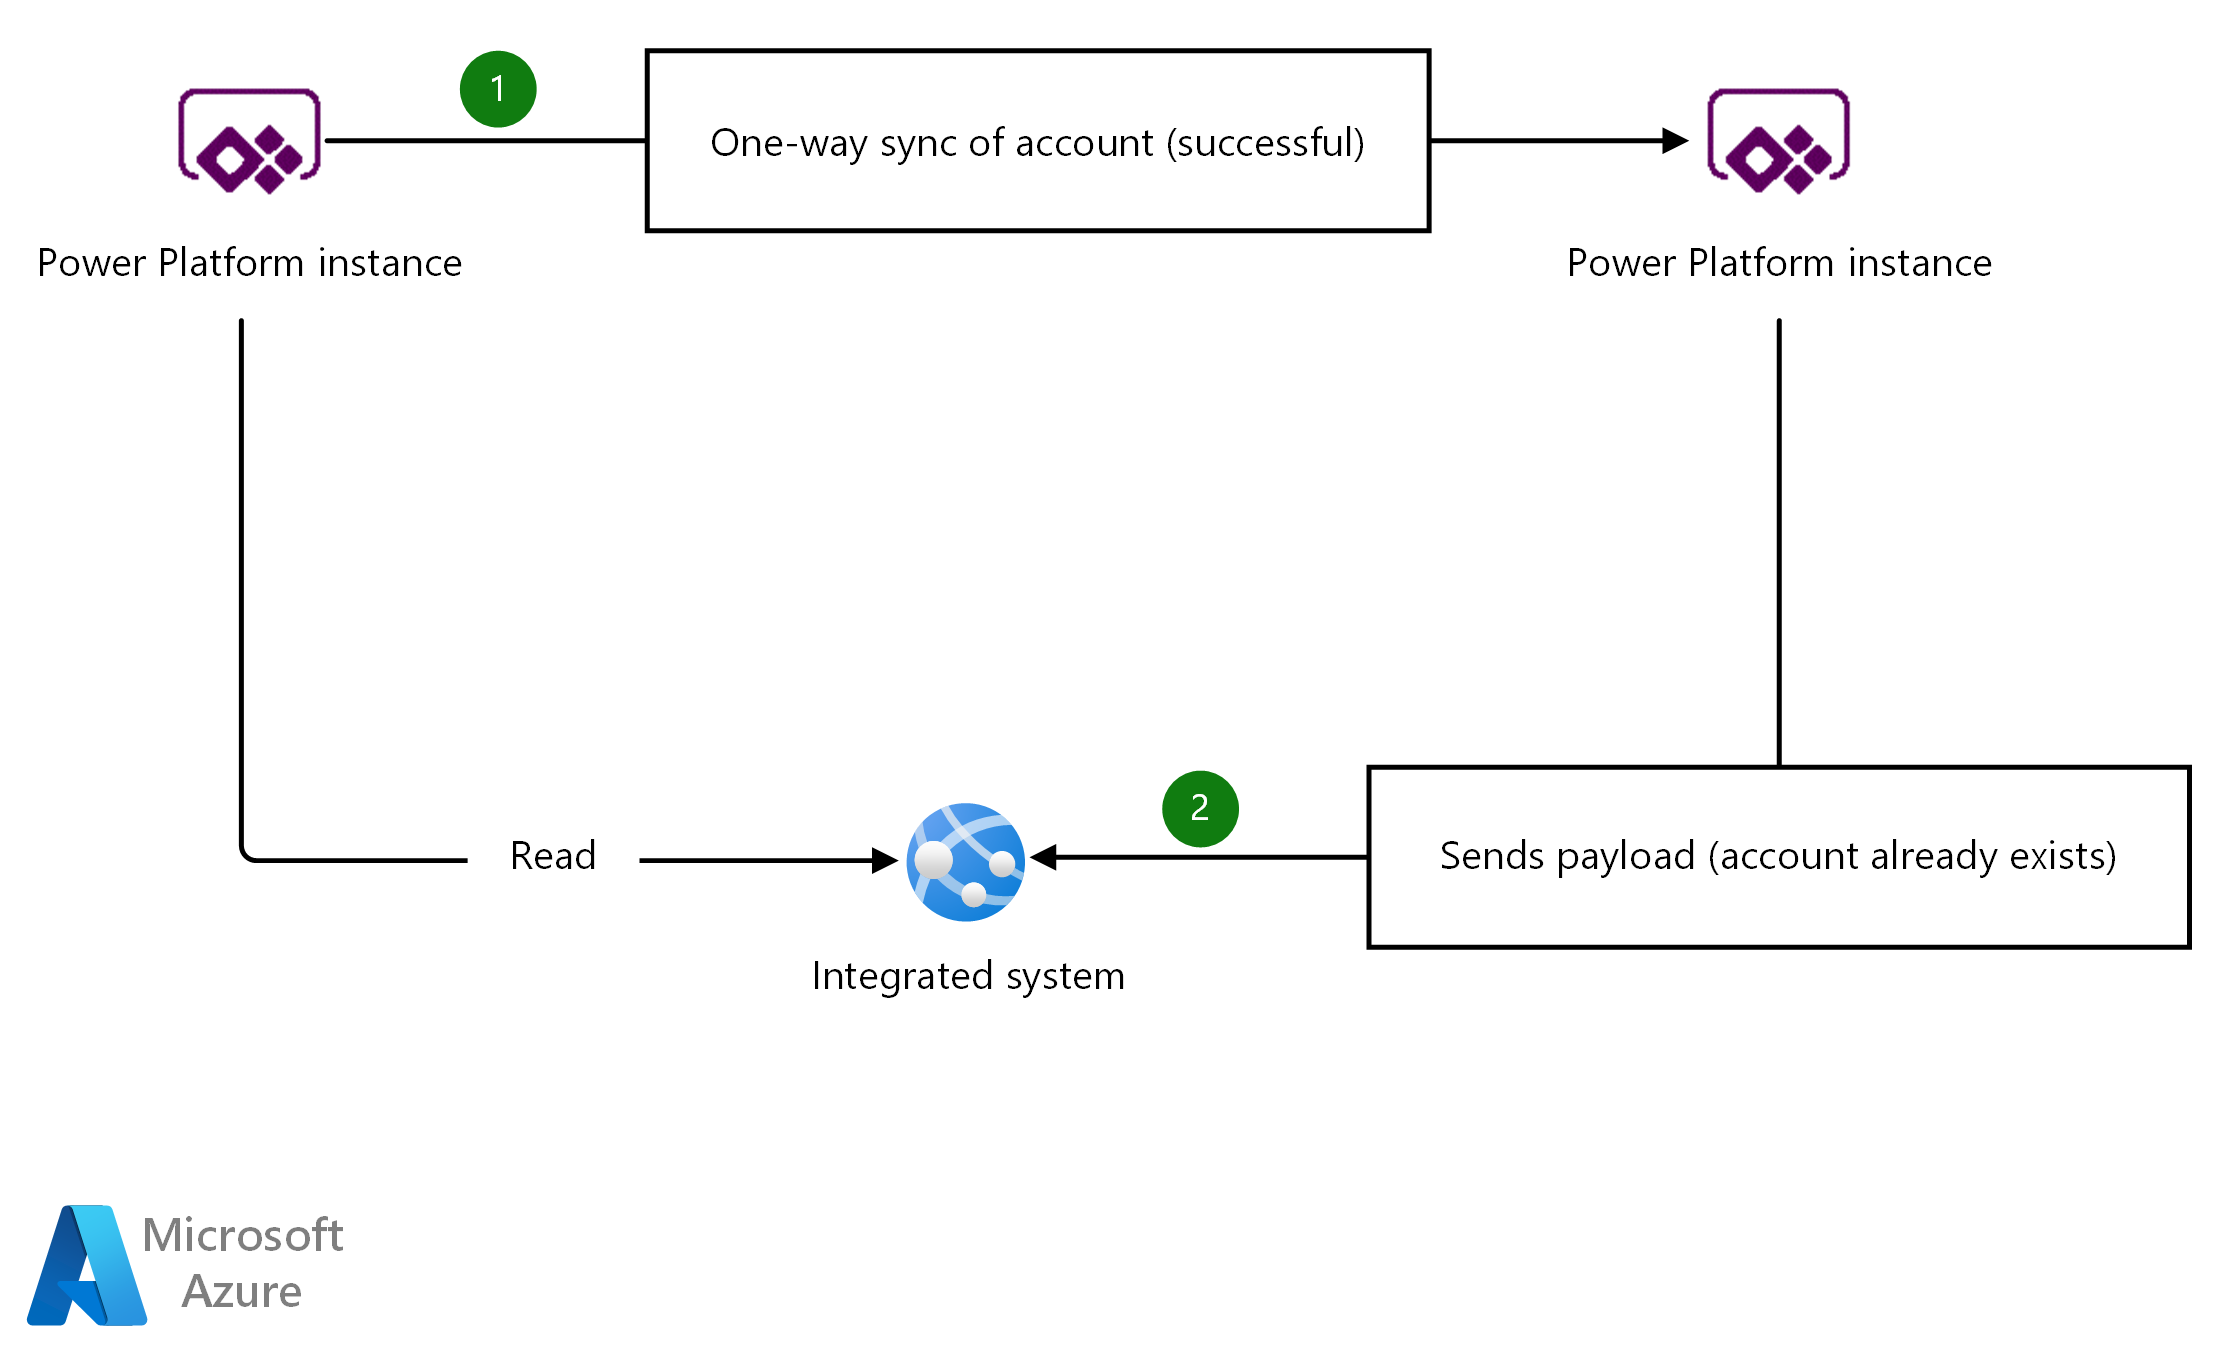 1
One-way sync of account (successful)
Power Platform instance
Power Platform instance
2
Read
Sends payload (account already exists)
Integrated system
Microsoft
Azure